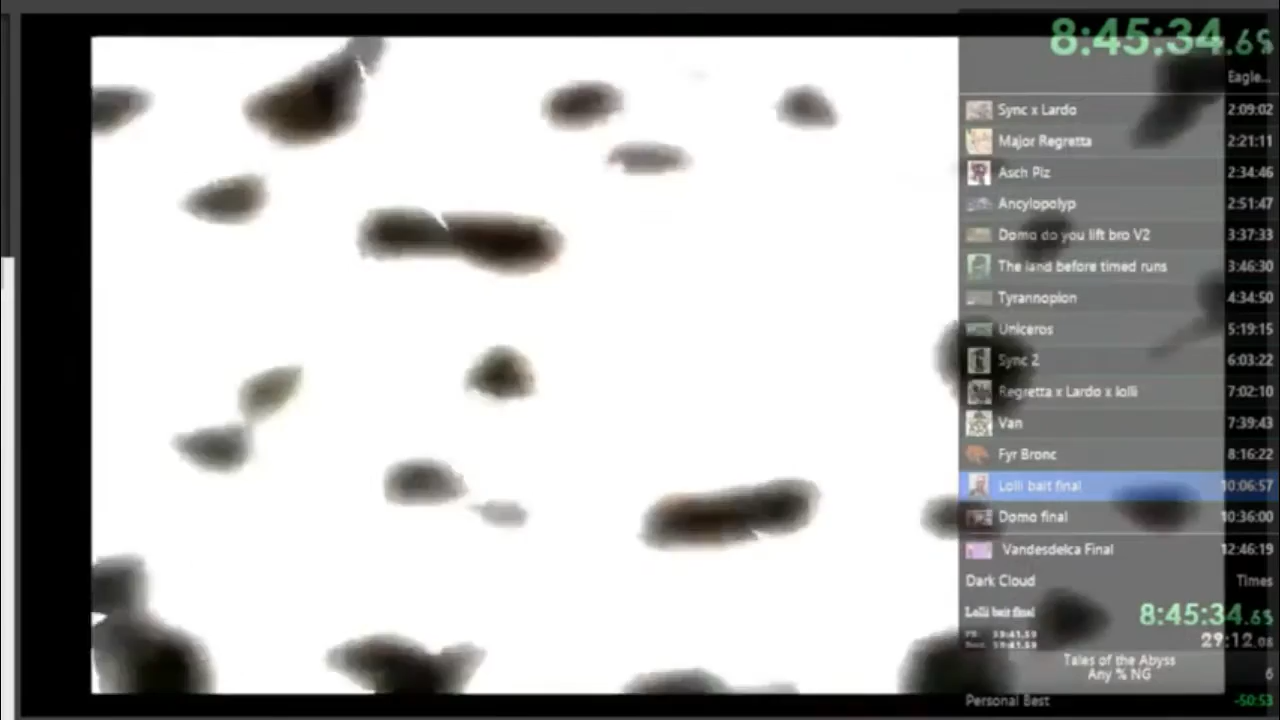 8:45:34.65
Eagle...
Sync x Lardo 2:09:02
Major Regretta 2:21:11
Asch Plz 2:34:46
Ancylopolyp 2:51:47
Domo do you lift bro V2 3:37:33
The land before timed runs 3:46:30
Tyrannopion 4:34:50
Uniceros 5:19:15
Sync 2 6:03:22
Regretta x Lardo x lolli 7:02:10
Van 7:39:43
Fyr Bronc 8:16:22
Lolli bait final 10:06:57
Domo final 10:36:00
Vandesdelca Final 12:46:19
Dark Cloud Times
Lolli bait final 8:45:34.65
29:12.08
Tales of the Abyss
Any % NG 6
Personal Best -50:53